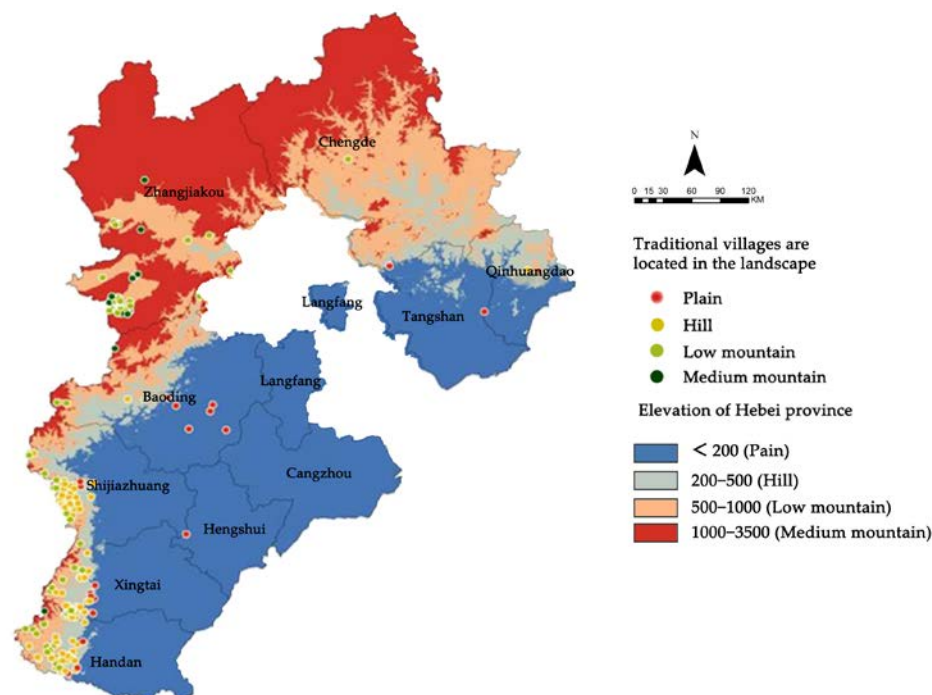 Chengde
N
Zhangjiakou
0 15 30 60 90 120
KM
Traditional villages are
located in the landscape
Qinhuangdao
Plain
Langfang
Tangshan
Hill
Low mountain
Medium mountain
Langfang
Baoding
Elevation of Hebei province
< 200 (Pain)
Cangzhou
200–500 (Hill)
Shijiazhuang
500–1000 (Low mountain)
Hengshui
1000–3500 (Medium mountain)
Xingtai
Handan